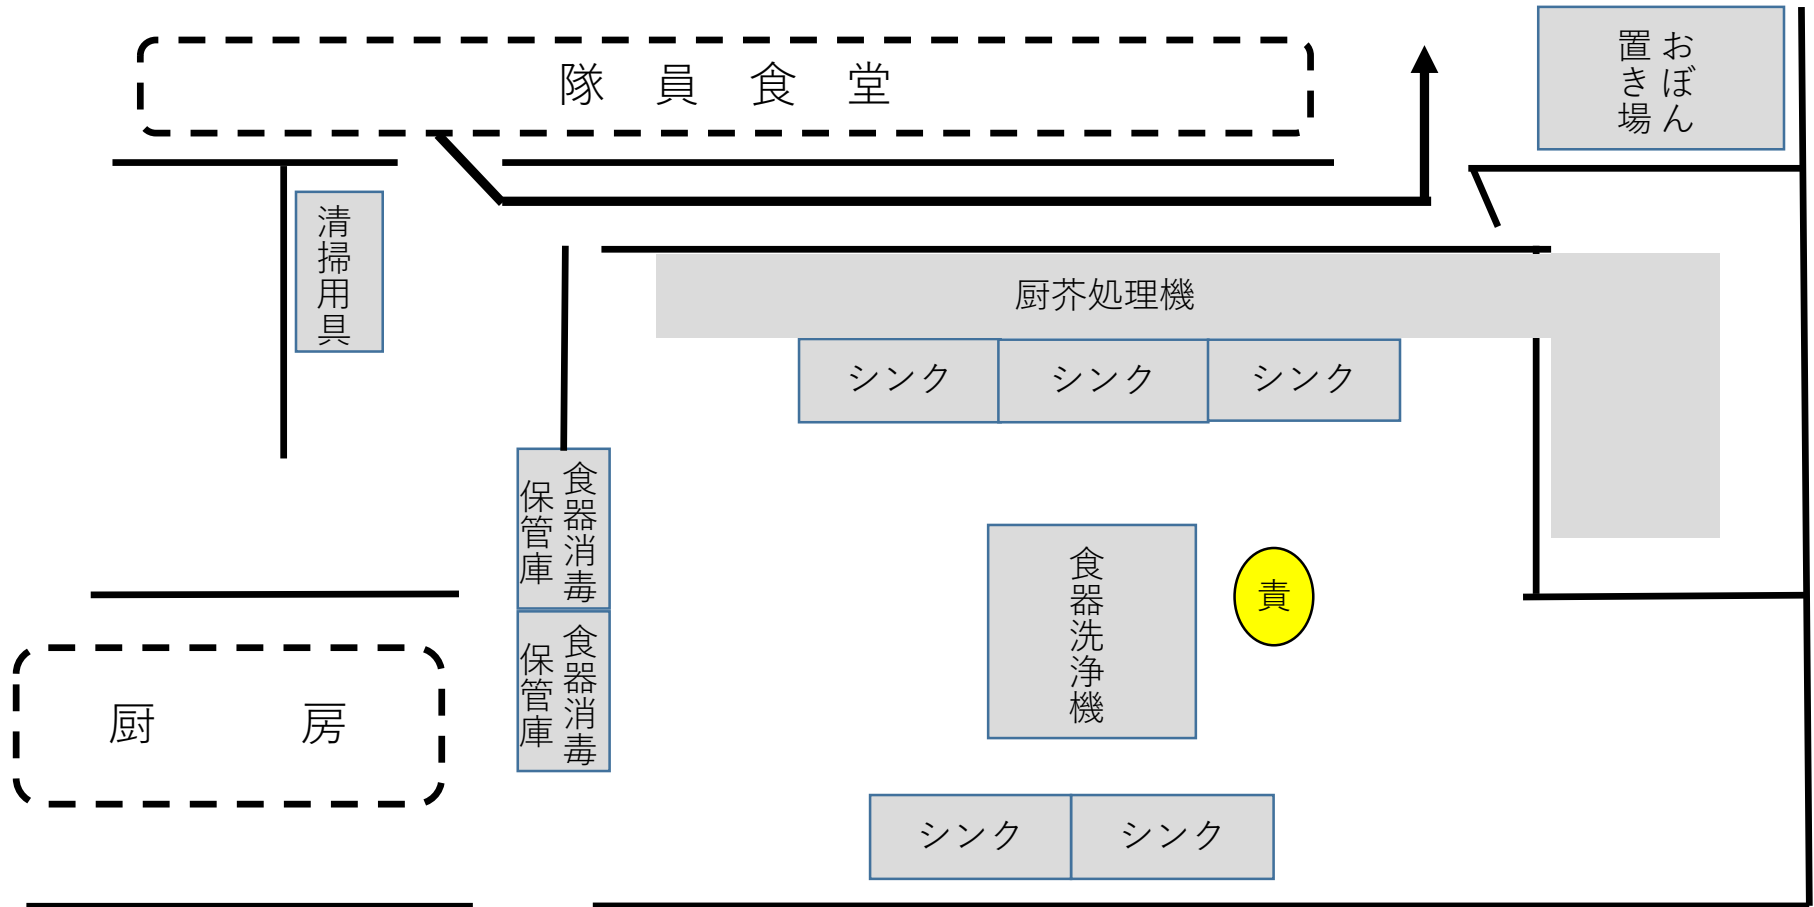 隊員食堂
おぼん
置き場
清掃用具
厨芥処理機
シンク
シンク
シンク
食器消毒
保管庫
食器洗浄機
責
食器消毒
保管庫
厨房
シンク
シンク